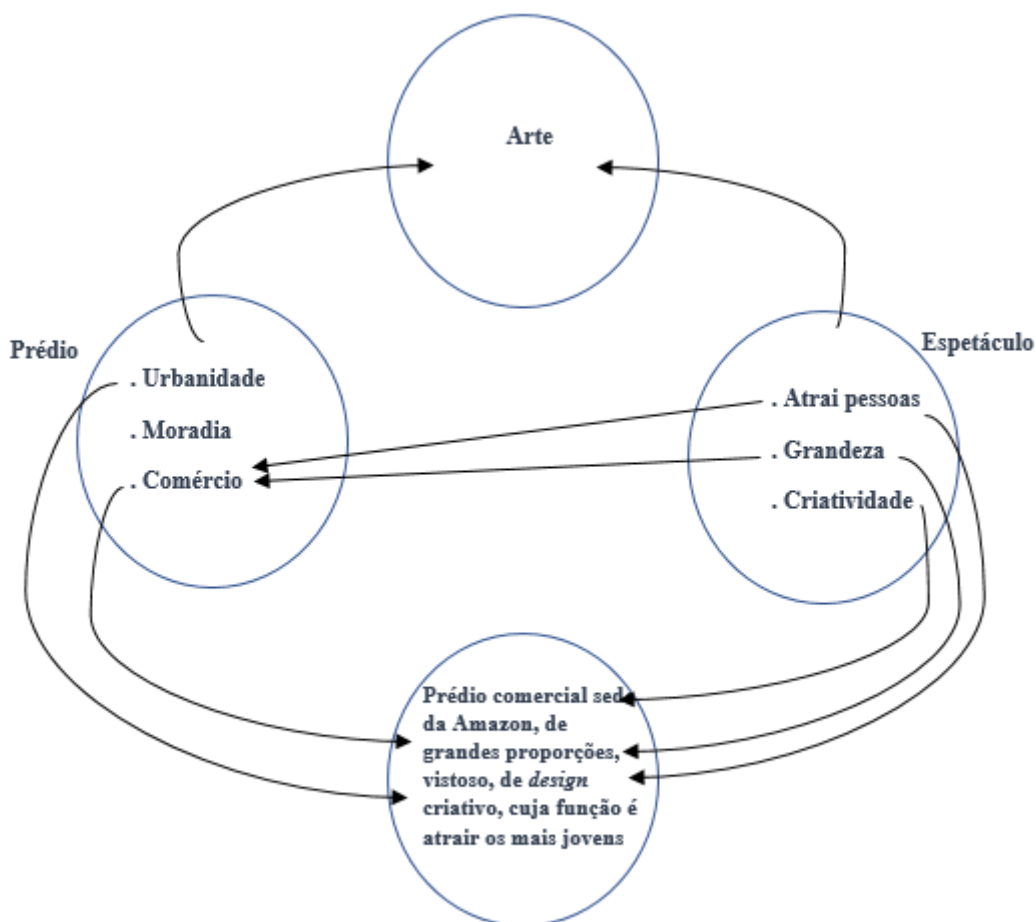 Arte
Prédio
. Urbanidade
. Moradia
. Comércio
Espetáculo
. Atrai pessoas
. Grandeza
. Criatividade
Prédio comercial sed
da Amazon, de
grandes proporções,
vistoso, de design
criativo, cuja função é
atrair os mais jovens